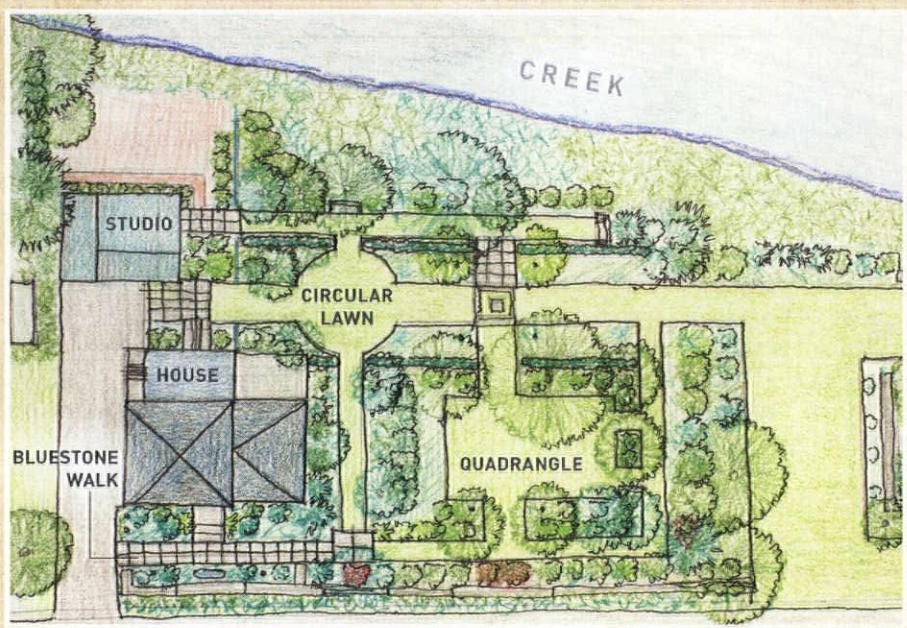 CREEK
STUDIO
CIRCULAR
LAWN
HOUSE
BLUESTONE
WALK
QUADRANGLE